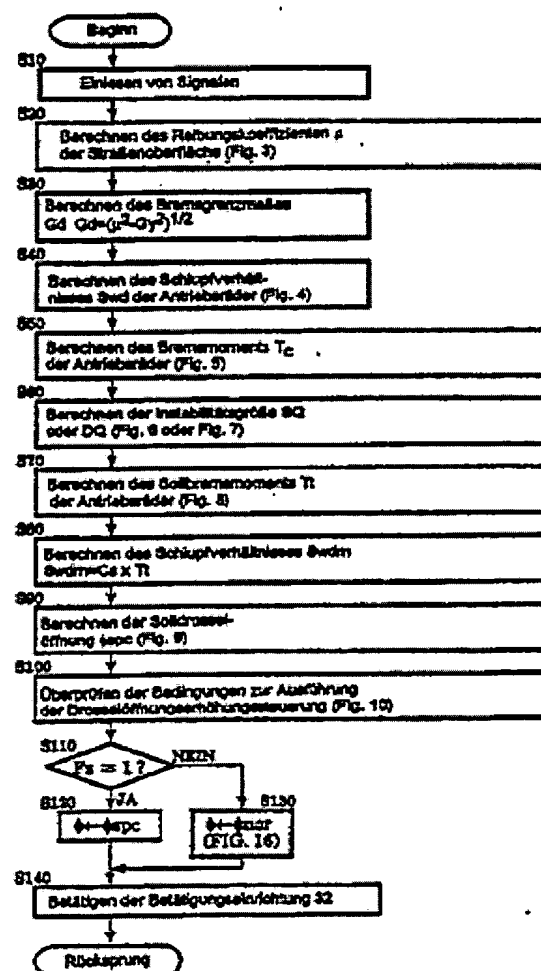 Beginn
S10
Einlesen von Signalen
S20
Berechnen des Reibungskoeffizienten μ
der Straßenoberfläche (Fig. 3)
S30
Berechnen des Bremsgrenzmaßes
Gd Gd=(μ²-Gy²)1/2
S40
Berechnen des Schlupfverhält-
nisses Swd der Antriebsräder (Fig. 4)
S50
Berechnen des Bremsmoments Tc
der Antriebsräder (Fig. 5)
S60
Berechnen der Instabilitätsgröße SQ
oder DQ (Fig. 6 oder Fig. 7)
S70
Berechnen des Sollbremsmoments Tt
der Antriebsräder (Fig. 8)
S80
Berechnen des Schlupfverhältnisses Swdm
Swdm=Cs x Tt
S90
Berechnen der Solldrossel-
öffnung ϕspc (Fig. 9)
S100
Überprüfen der Bedingungen zur Ausführung
der Drosselöffnungserhöhungssteuerung (Fig. 10)
S110
Fs = 1 ?
NEIN
JA
S120
ϕ←ϕspc
S130
ϕ←ϕnor
(FIG. 16)
S140
Betätigen der Betätigungseinrichtung 32
Rücksprung